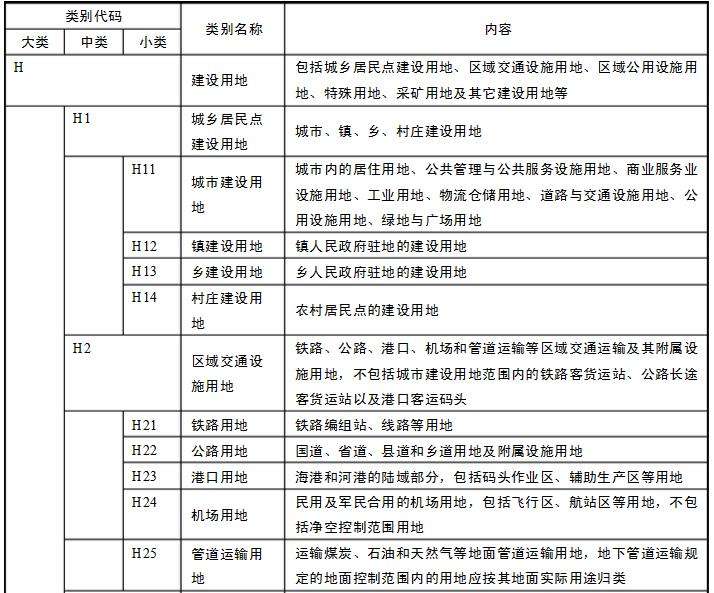 类别代码
类别名称
内容
大类
中类
小类
H
建设用地
包括城乡居民点建设用地、区域交通设施用地、区域公用设施用
地、特殊用地、采矿用地及其它建设用地等
H1
城乡居民点
建设用地
城市、镇、乡、村庄建设用地
H11
城市建设用
地
城市内的居住用地、公共管理与公共服务设施用地、商业服务业
设施用地、工业用地、物流仓储用地、道路与交通设施用地、公
用设施用地、绿地与广场用地
H12
镇建设用地
镇人民政府驻地的建设用地
H13
乡建设用地
乡人民政府驻地的建设用地
H14
村庄建设用
地
农村居民点的建设用地
H2
区域交通设
施用地
铁路、公路、港口、机场和管道运输等区域交通运输及其附属设
施用地，不包括城市建设用地范围内的铁路客货运站、公路长途
客货运站以及港口客运码头
H21
铁路用地
铁路编组站、线路等用地
H22
公路用地
国道、省道、县道和乡道用地及附属设施用地
H23
港口用地
海港和河港的陆域部分，包括码头作业区、辅助生产区等用地
H24
机场用地
民用及军民合用的机场用地，包括飞行区、航站区等用地，不包
括净空控制范围用地
H25
管道运输用
地
运输煤炭、石油和天然气等地面管道运输用地，地下管道运输规
定的地面控制范围内的用地应按其地面实际用途归类